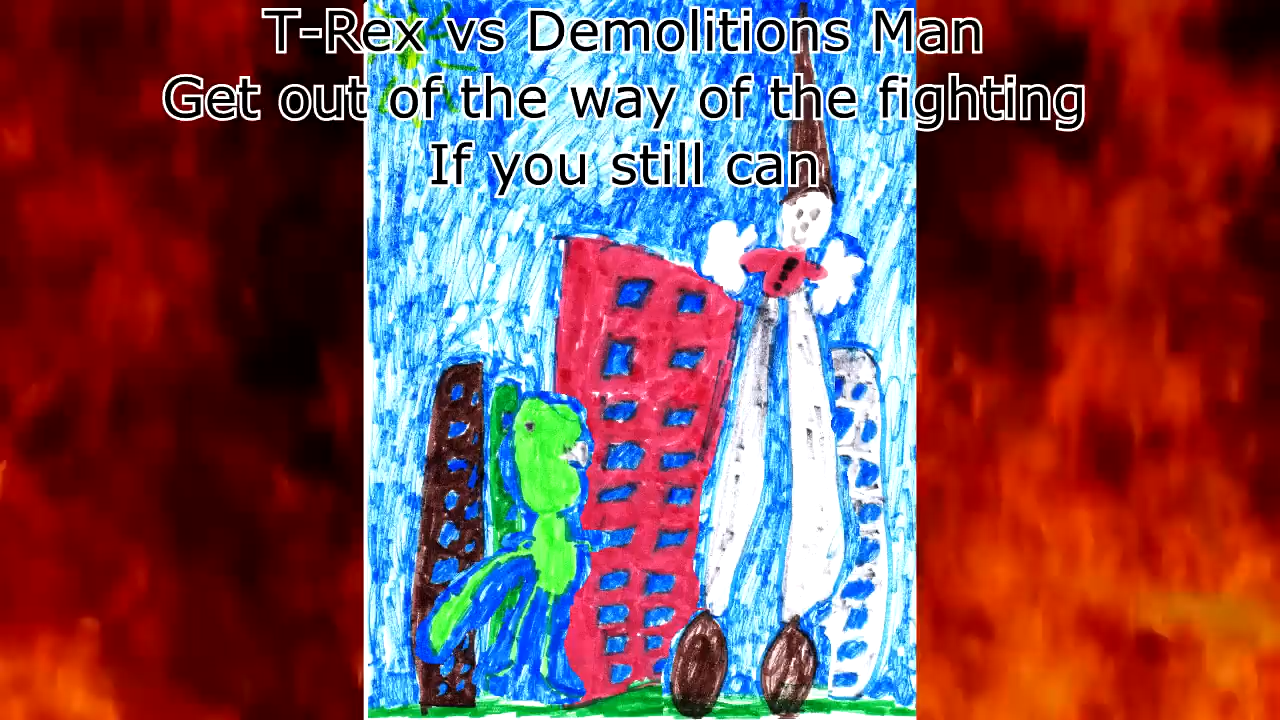 T-Rex vs Demolitions Man
Get out of the way of the fighting
If you still can